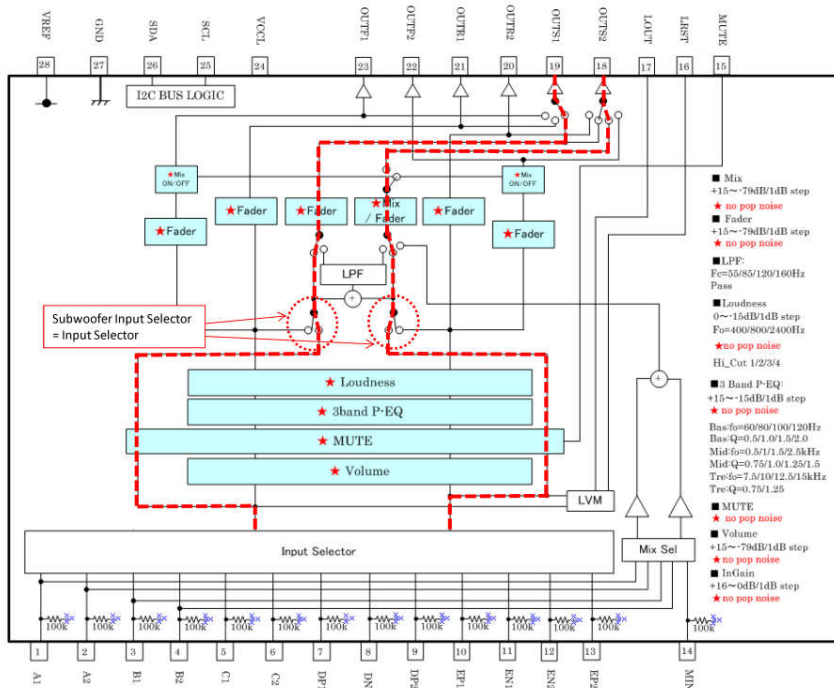 VREF
GND
SDA
SCL
VCCL
OUTF1
OUTF2
OUTR1
OUTR2
OUTS1
OUTS2
LOUT
LRST
MUTE
28
27
26
25
24
23
22
21
20
19
18
17
16
15
I2C BUS LOGIC
★Mix
ON/OFF
★Fader
★Fader
★Fader
★Mix
/ Fader
★Fader
★Mix
ON/OFF
★Fader
LPF
+
Subwoofer Input Selector
= Input Selector
★ Loudness
★ 3band P-EQ
★ MUTE
★ Volume
LVM
+
Input Selector
Mix Sel
■ Mix
+15～-79dB/1dB step
★ no pop noise
■ Fader
+15～-79dB/1dB step
★ no pop noise
■LPF:
Fc=55/85/120/160Hz
Pass
■Loudness
0～-15dB/1dB step
Fo=400/800/2400Hz
★no pop noise
Hi_Cut 1/2/3/4
■3 Band P-EQ:
+15～-15dB/1dB step
★ no pop noise
Bas:fo=60/80/100/120Hz
Bas:Q=0.5/1.0/1.5/2.0
Mid:fo=0.5/1/1.5/2.5kHz
Mid:Q=0.75/1.0/1.25/1.5
Tre:fo=7.5/10/12.5/15kHz
Tre:Q=0.75/1.25
■ MUTE
★ no pop noise
■ Volume
+15～-79dB/1dB step
★ no pop noise
■ InGain
+16～0dB/1dB step
★ no pop noise
100k
100k
100k
100k
100k
100k
100k
100k
100k
100k
100k
100k
100k
100k
1
2
3
4
5
6
7
8
9
10
11
12
13
14
A1
A2
B1
B2
C1
C2
DP1
DN
DP2
EP1
EN1
EN2
EP2
MIN